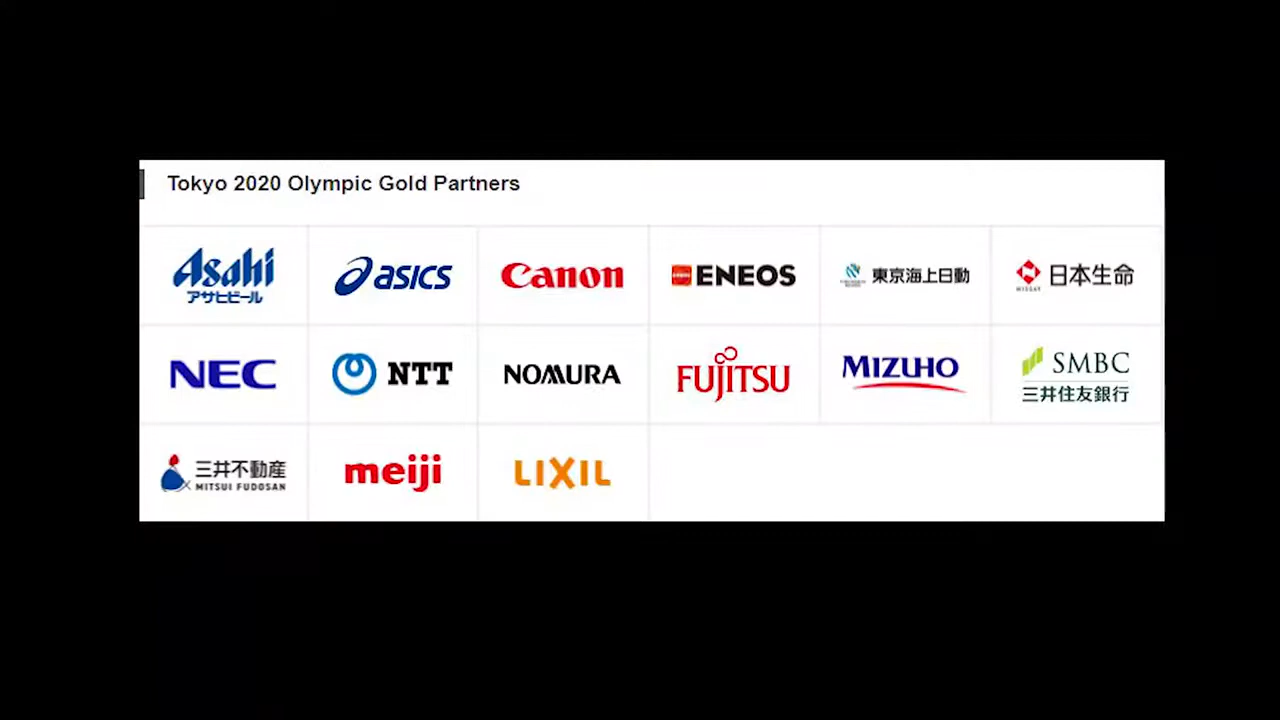 Tokyo 2020 Olympic Gold Partners
Asahi
アサヒビール
asics
Canon
ENEOS
東京海上日動
日本生命
NISSAY
NEC
NTT
NOMURA
FUJITSU
MIZUHO
SMBC
三井住友銀行
三井不動産
MITSUI FUDOSAN
meiji
LIXIL